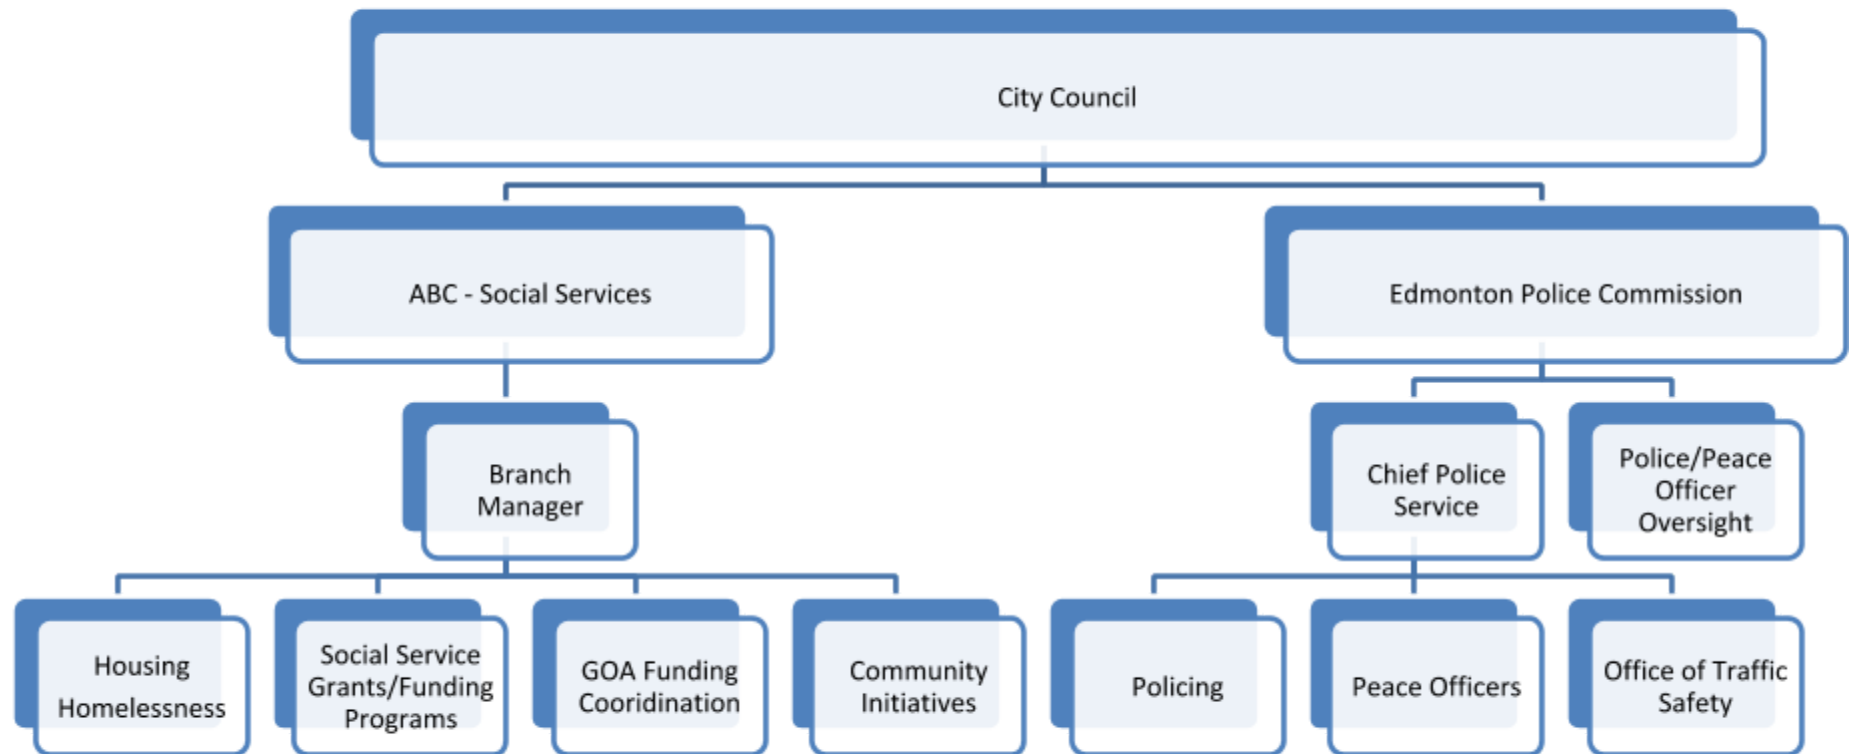 City Council
ABC - Social Services
Edmonton Police Commission
Branch
Manager
Chief Police
Service
Police/Peace
Officer
Oversight
Housing
Homelessness
Social Service
Grants/Funding
Programs
GOA Funding
Cooridination
Community
Initiatives
Policing
Peace Officers
Office of Traffic
Safety